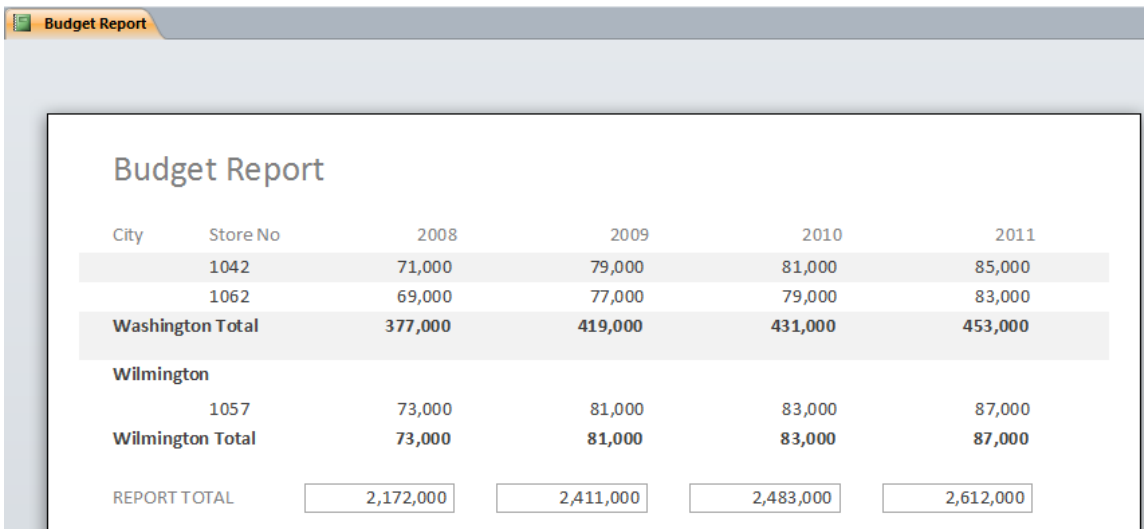 Budget Report
Budget Report
City Store No 2008 2009 2010 2011
1042 71,000 79,000 81,000 85,000
1062 69,000 77,000 79,000 83,000
Washington Total 377,000 419,000 431,000 453,000
Wilmington
1057 73,000 81,000 83,000 87,000
Wilmington Total 73,000 81,000 83,000 87,000
REPORT TOTAL 2,172,000 2,411,000 2,483,000 2,612,000